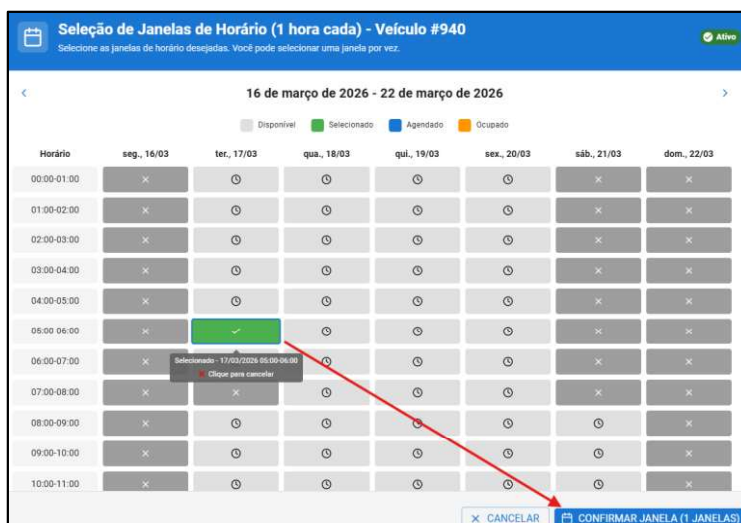 Seleção de Janelas de Horário (1 hora cada) - Veículo #940
Selecione as janelas de horário desejadas. Você pode selecionar uma janela por vez.
Ativo
16 de março de 2026 - 22 de março de 2026
Disponível Selecionado Agendado Ocupado
Horário seg., 16/03 ter., 17/03 qua., 18/03 qui., 19/03 sex., 20/03 sáb., 21/03 dom., 22/03
00:00-01:00
01:00-02:00
02:00-03:00
03:00-04:00
04:00-05:00
05:00-06:00
06:00-07:00
Selecionado - 17/03/2026 05:00-06:00
Clique para cancelar
07:00-08:00
08:00-09:00
09:00-10:00
10:00-11:00
CANCELAR CONFIRMAR JANELA (1 JANELAS)